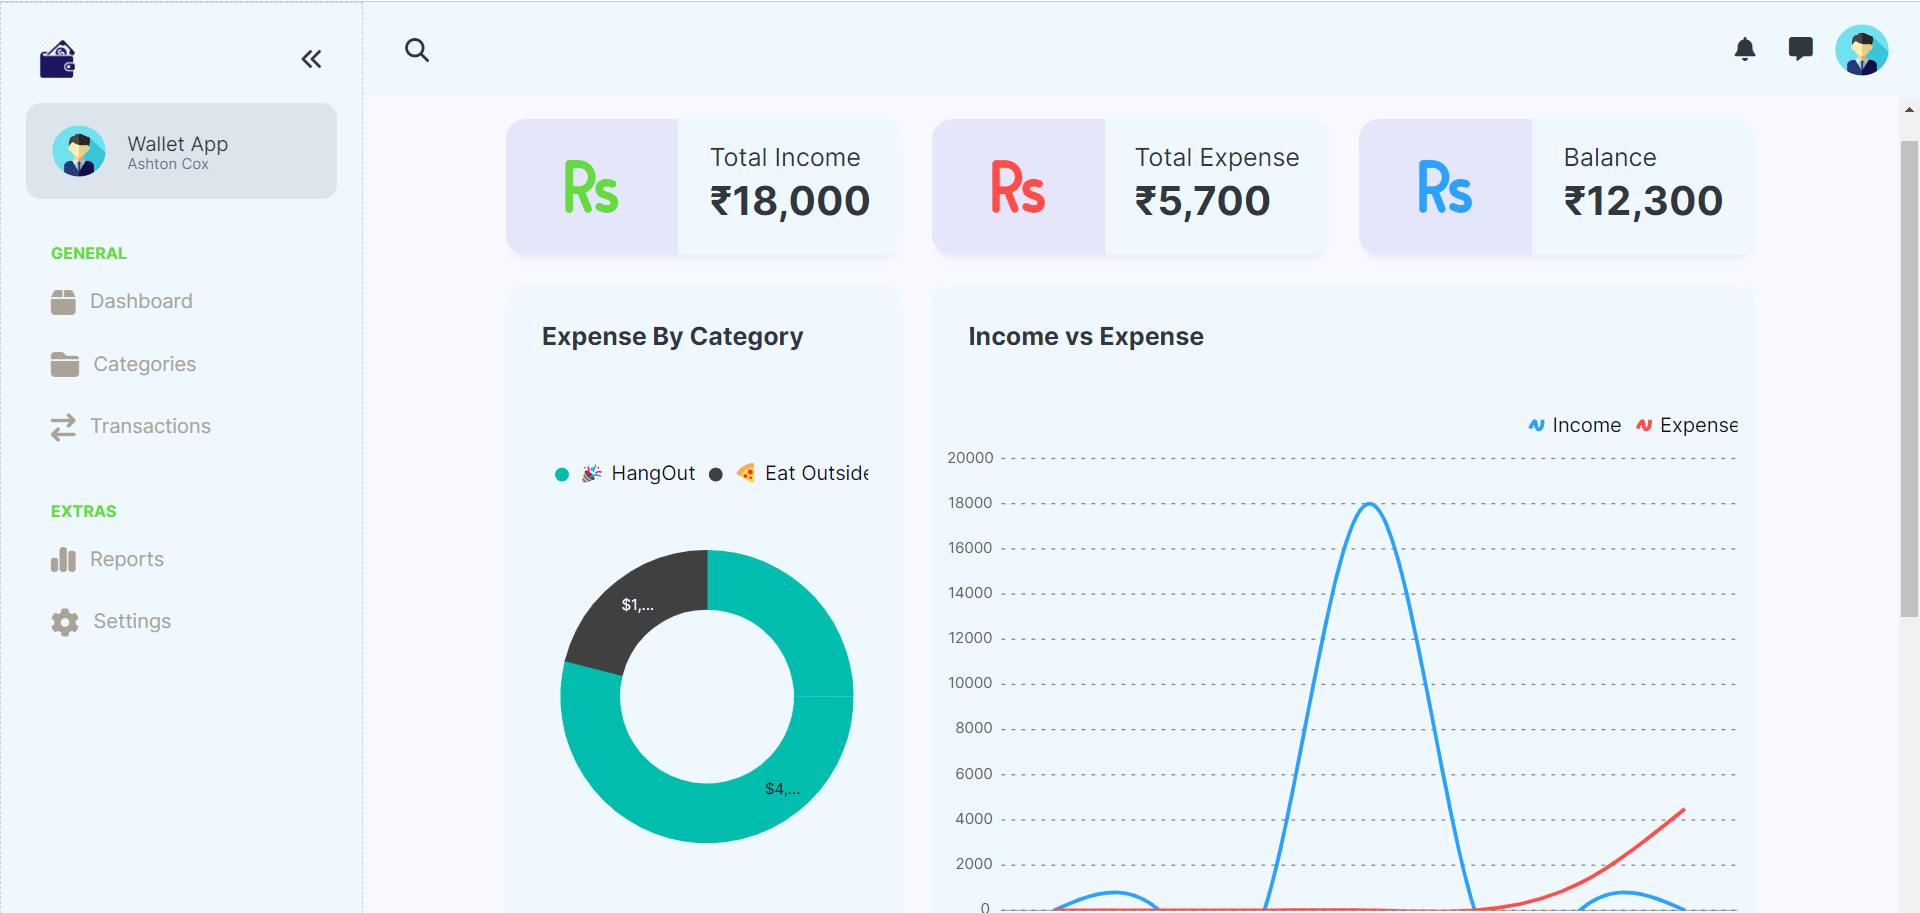 Wallet App
Ashton Cox
GENERAL
Dashboard
Categories
Transactions
EXTRAS
Reports
Settings
Rs
Total Income
₹18,000
Rs
Total Expense
₹5,700
Rs
Balance
₹12,300
Expense By Category
🎉 HangOut
🍕 Eat Outside
$1,...
$4,...
Income vs Expense
Income Expense
20000
18000
16000
14000
12000
10000
8000
6000
4000
2000
0